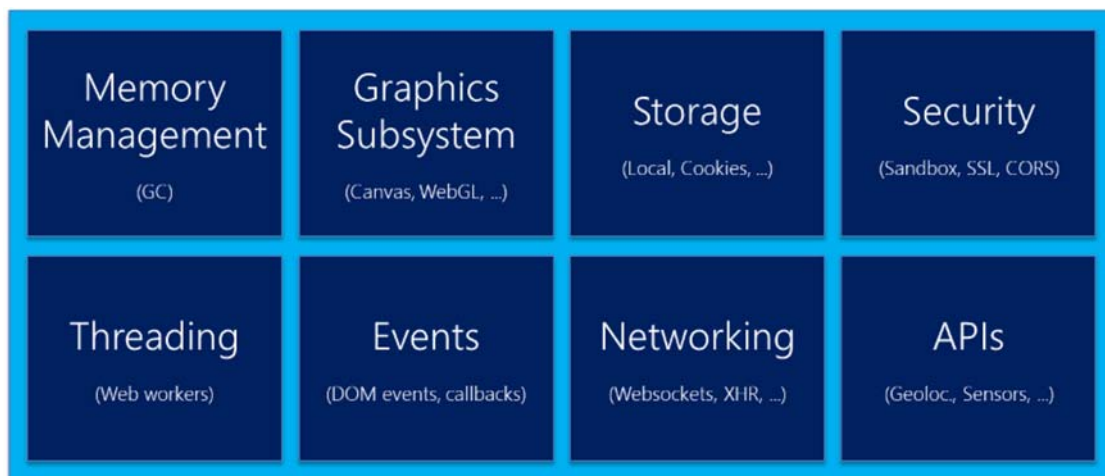 Memory
Management
(GC)
Graphics
Subsystem
(Canvas, WebGL, ...)
Storage
(Local, Cookies, ...)
Security
(Sandbox, SSL, CORS)
Threading
(Web workers)
Events
(DOM events, callbacks)
Networking
(Websockets, XHR, ...)
APIs
(Geoloc., Sensors, ...)